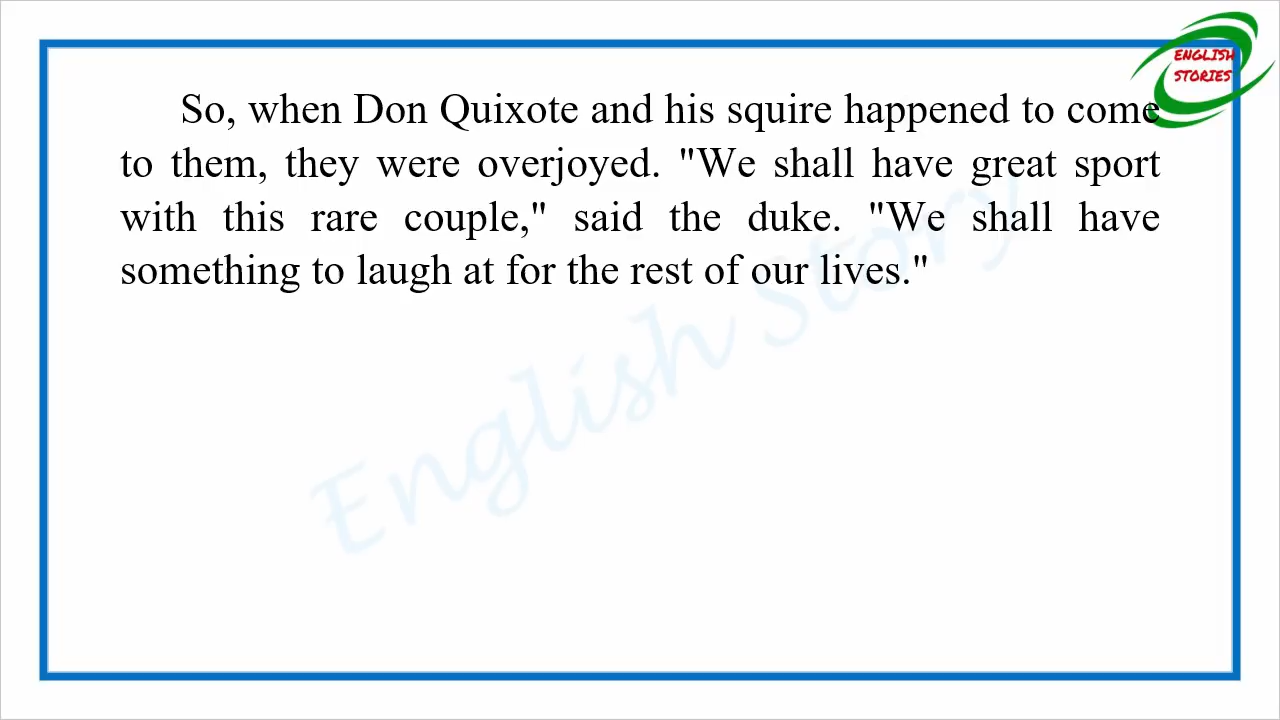 ENGLISH
STORIES
So, when Don Quixote and his squire happened to come
to them, they were overjoyed. "We shall have great sport
with this rare couple," said the duke. "We shall have
something to laugh at for the rest of our lives."
English Story